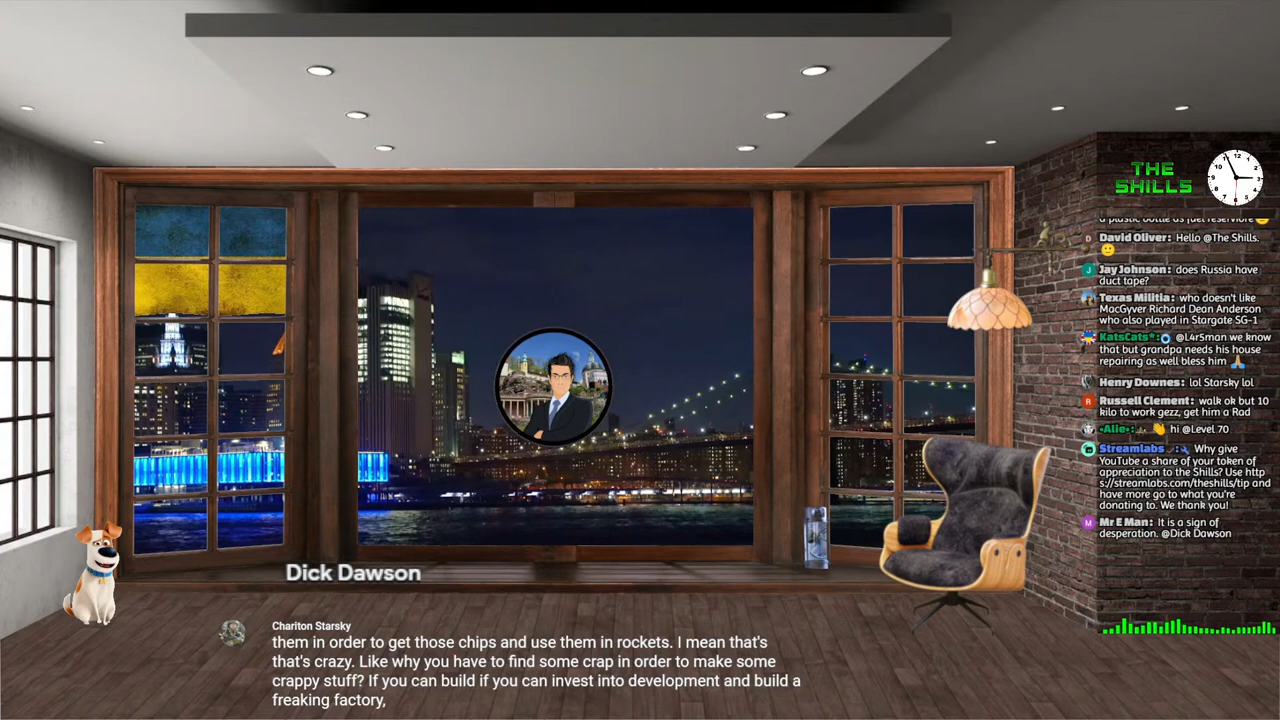 THE
SHILLS
a plastic bottle as fuel reserviore
David Oliver: Hello @The Shills.
Jay Johnson: does Russia have
duct tape?
Texas Militia: who doesn't like
MacGyver Richard Dean Anderson
who also played in Stargate SG-1
KatsCats*: @L4r5man we know
that but grandpa needs his house
repairing as well bless him
Henry Downes: lol Starsky lol
Russell Clement: walk ok but 10
kilo to work gezz, get him a Rad
•Alie•: hi @Level 70
Streamlabs: Why give
YouTube a share of your token of
appreciation to the Shills? Use http
s://streamlabs.com/theshills/tip and
have more go to what you're
donating to. We thank you!
Mr E Man: It is a sign of
desperation. @Dick Dawson
Dick Dawson
Chariton Starsky
them in order to get those chips and use them in rockets. I mean that's
that's crazy. Like why you have to find some crap in order to make some
crappy stuff? If you can build if you can invest into development and build a
freaking factory,